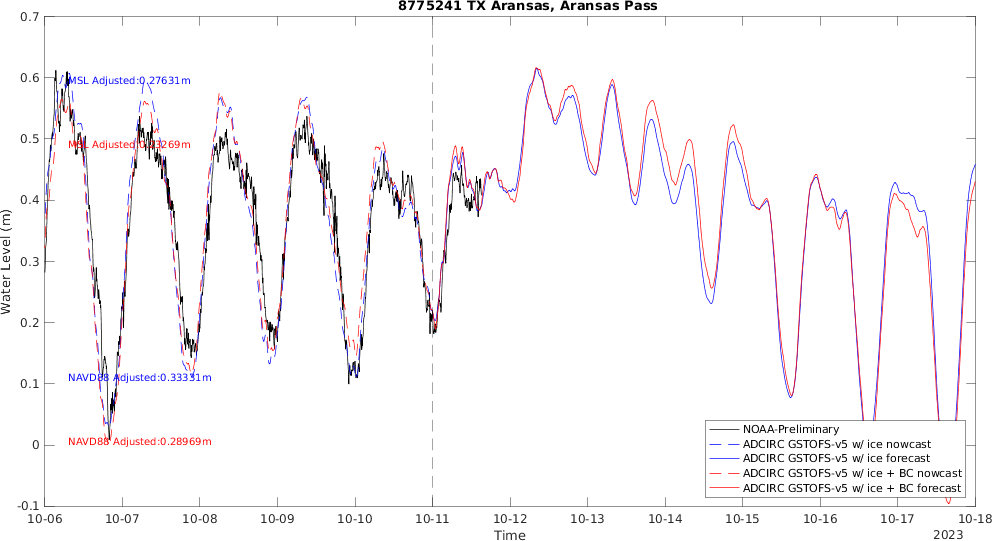 8775241 TX Aransas, Aransas Pass
0.7
0.6
0.5
0.4
0.3
0.2
0.1
0
-0.1
Water Level (m)
MSL Adjusted:0.27631m
MSL Adjusted:0.23269m
NAVD88 Adjusted:0.33331m
NAVD88 Adjusted:0.28969m
NOAA-Preliminary
ADCIRC GSTOFS-v5 w/ ice nowcast
ADCIRC GSTOFS-v5 w/ ice forecast
ADCIRC GSTOFS-v5 w/ ice + BC nowcast
ADCIRC GSTOFS-v5 w/ ice + BC forecast
10-06 10-07 10-08 10-09 10-10 10-11 10-12 10-13 10-14 10-15 10-16 10-17 10-18
Time
2023